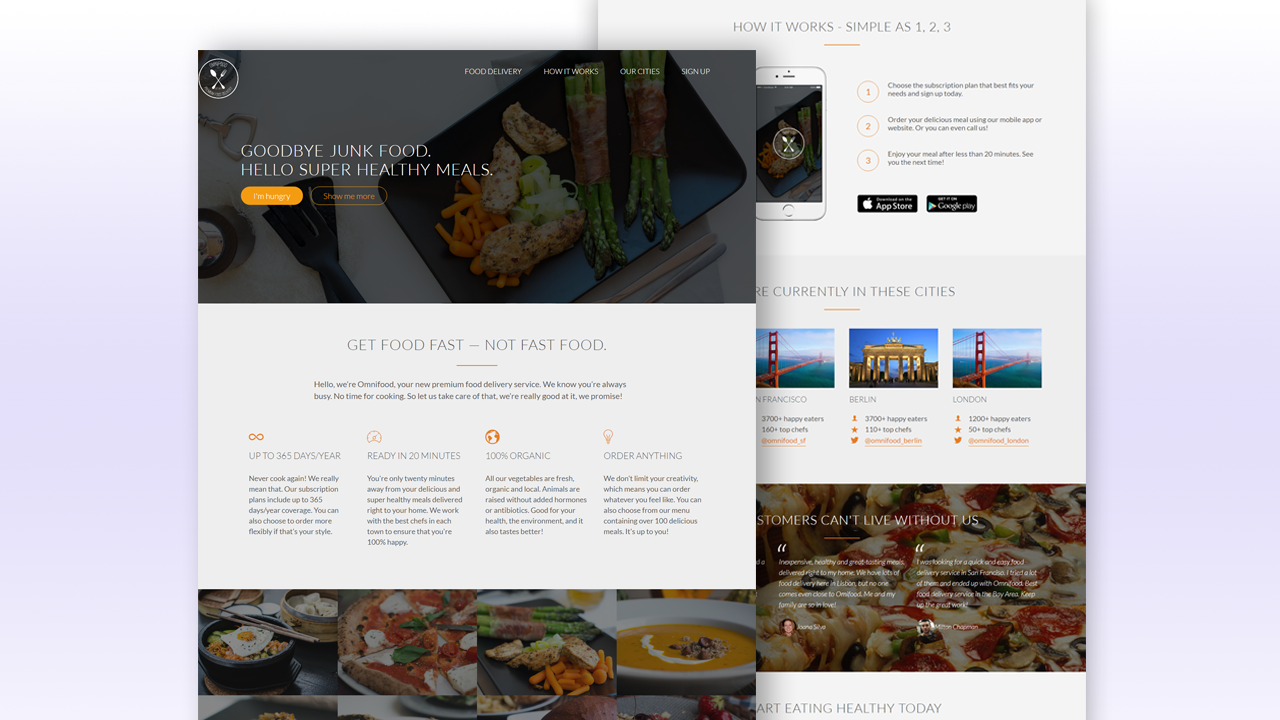 FOOD DELIVERY
HOW IT WORKS
OUR CITIES
SIGN UP
GOODBYE JUNK FOOD.
HELLO SUPER HEALTHY MEALS.
I'm hungry
Show me more
GET FOOD FAST — NOT FAST FOOD.
Hello, we're Omnifood, your new premium food delivery service. We know you're always
busy. No time for cooking. So let us take care of that, we're really good at it, we promise!
UP TO 365 DAYS/YEAR
Never cook again! We really
mean that. Our subscription
plans include up to 365
days/year coverage. You can
also choose to order more
flexibly if that's your style.
READY IN 20 MINUTES
You're only twenty minutes
away from your delicious and
super healthy meals delivered
right to your home. We work
with the best chefs in each
town to ensure that you're
100% happy.
100% ORGANIC
All our vegetables are fresh,
organic and local. Animals are
raised without added hormones
or antibiotics. Good for your
health, the environment, and it
also tastes better!
ORDER ANYTHING
We don't limit your creativity,
which means you can order
whatever you feel like. You can
also choose from our menu
containing over 100 delicious
meals. It's up to you!
HOW IT WORKS - SIMPLE AS 1, 2, 3
1
Choose the subscription plan that best fits your
needs and sign up today.
2
Order your delicious meal using our mobile app or
website. Or you can even call us!
3
Enjoy your meal after less than 20 minutes. See
you the next time!
Download on the
App Store
GET IT ON
Google play
RE CURRENTLY IN THESE CITIES
N FRANCISCO
3700+ happy eaters
160+ top chefs
@omnifood_sf
BERLIN
3700+ happy eaters
110+ top chefs
@omnifood_berlin
LONDON
1200+ happy eaters
50+ top chefs
@omnifood_london
STOMERS CAN'T LIVE WITHOUT US
d a
“
Inexpensive, healthy and great-tasting meals,
delivered right to my home. We have lots of
food delivery here in Lisbon, but no one
comes even close to Omifood. Me and my
family are so in love!
Joana Silva
“
I was looking for a quick and easy food
delivery service in San Franciso. I tried a lot
of them and ended up with Omnifood. Best
food delivery service in the Bay Area. Keep
up the great work!
Milton Chapman
ART EATING HEALTHY TODAY